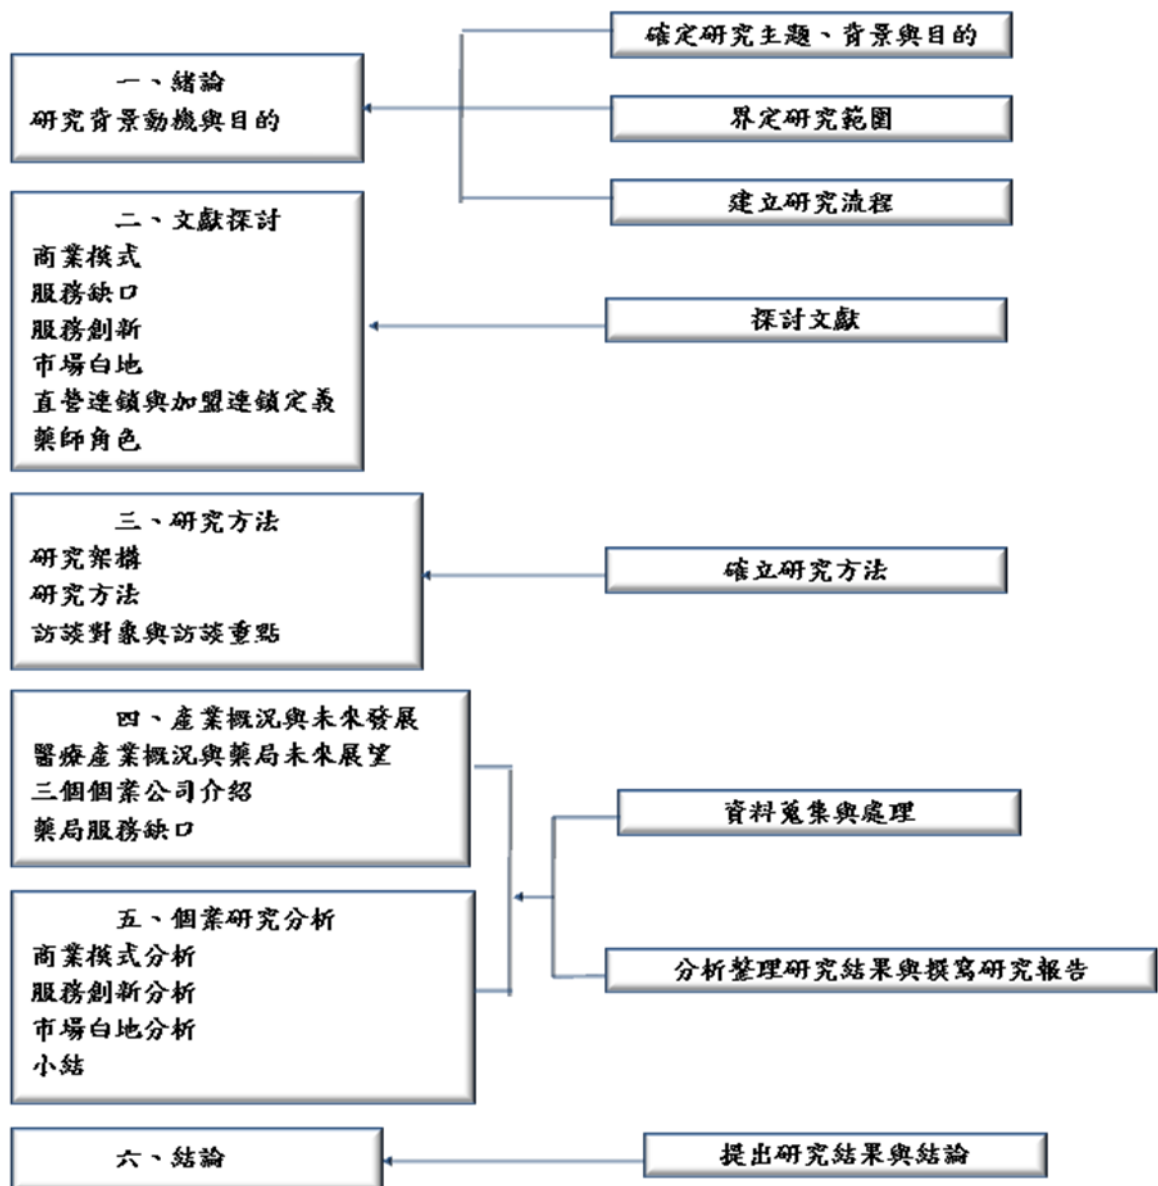 一、緒論
研究背景動機與目的
確定研究主題、背景與目的
界定研究範圍
建立研究流程
二、文獻探討
商業模式
服務缺口
服務創新
市場白地
直營連鎖與加盟連鎖定義
藥師角色
探討文獻
三、研究方法
研究架構
研究方法
訪談對象與訪談重點
確立研究方法
四、產業概況與未來發展
醫療產業概況與藥局未來展望
三個個案公司介紹
藥局服務缺口
五、個案研究分析
商業模式分析
服務創新分析
市場白地分析
小結
資料蒐集與處理
分析整理研究結果與撰寫研究報告
六、結論
提出研究結果與結論